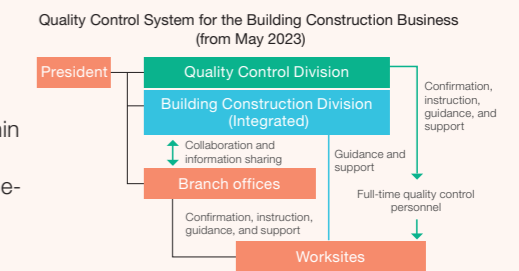 Quality Control System for the Building Construction Business
(from May 2023)
President
Quality Control Division
Building Construction Division
(Integrated)
Confirmation,
instruction,
guidance, and
support
Collaboration and
information sharing
Guidance and
support
Branch offices
Full-time quality control
personnel
Confirmation, instruction,
guidance, and support
Worksites